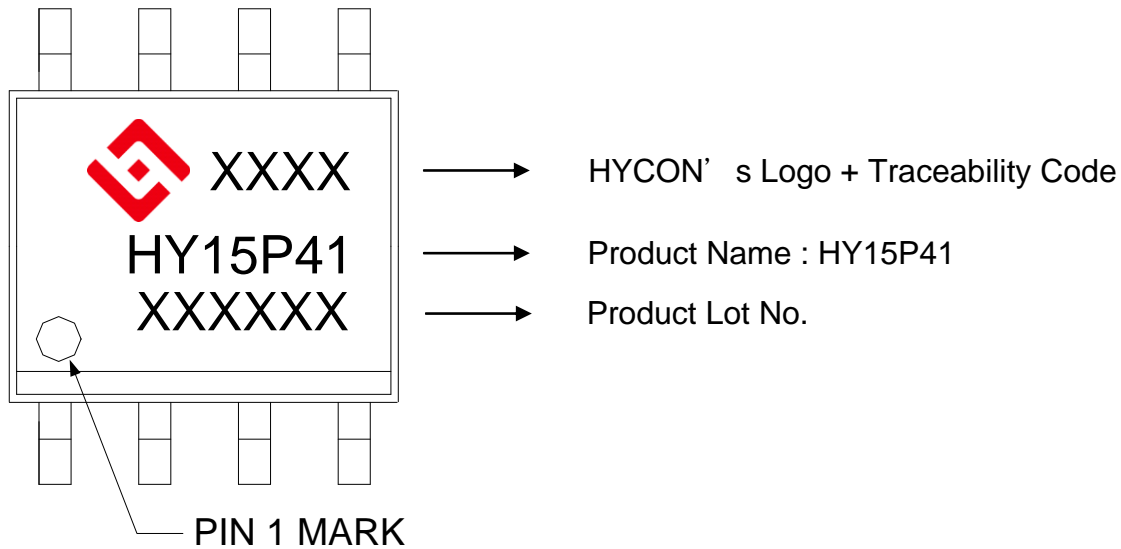 XXXX
HYCON’s Logo + Traceability Code
HY15P41
Product Name : HY15P41
XXXXXX
Product Lot No.
PIN 1 MARK